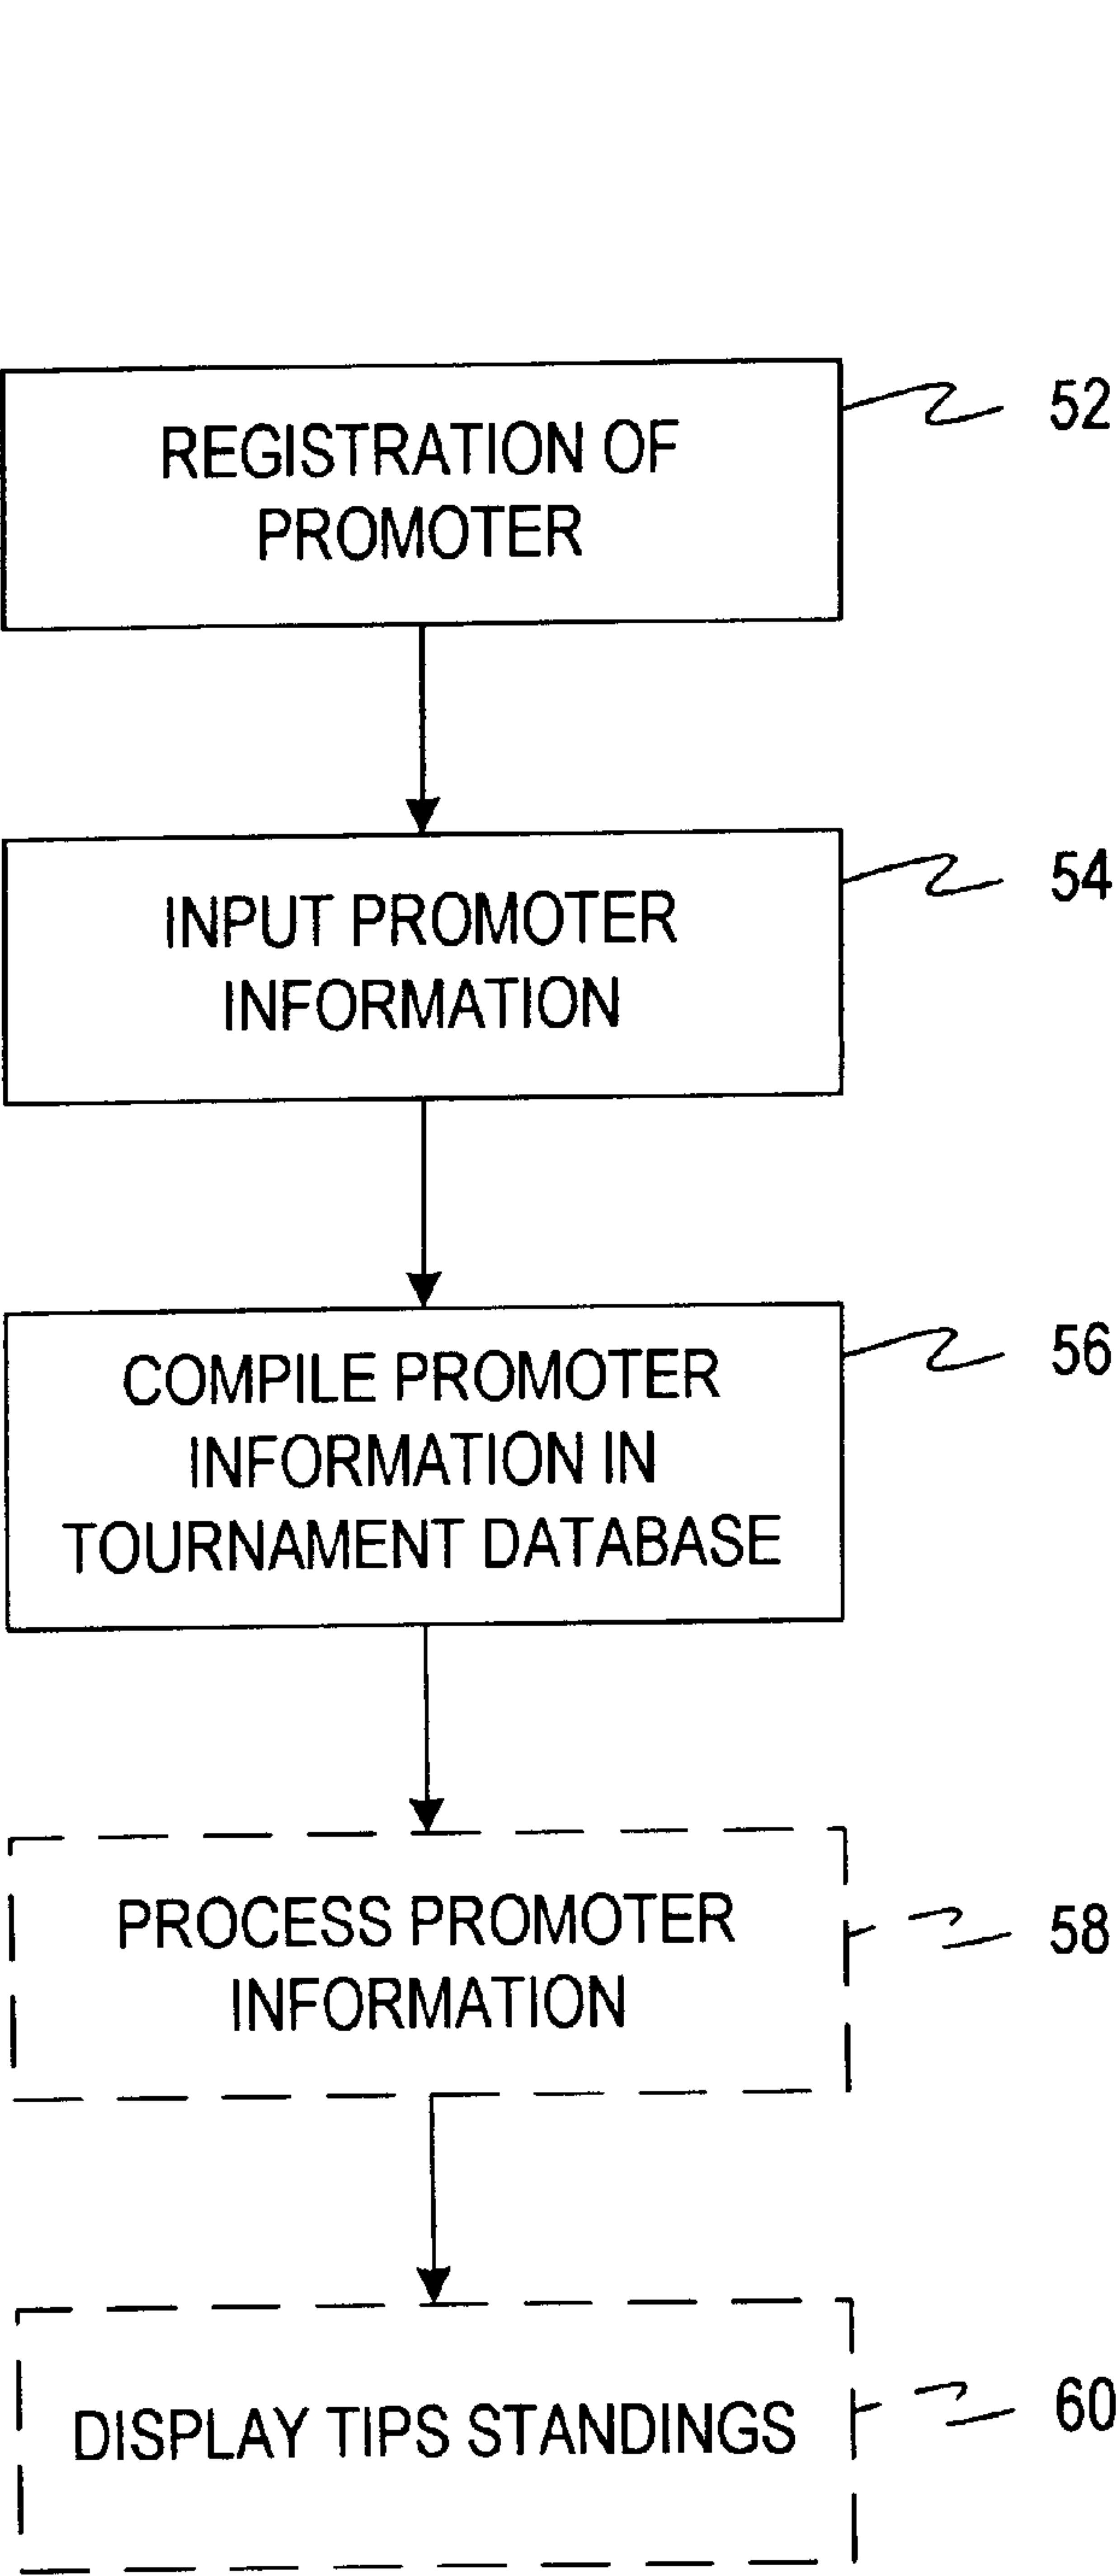 REGISTRATION OF
PROMOTER
52
INPUT PROMOTER
INFORMATION
54
COMPILE PROMOTER
INFORMATION IN
TOURNAMENT DATABASE
56
PROCESS PROMOTER
INFORMATION
58
DISPLAY TIPS STANDINGS
60